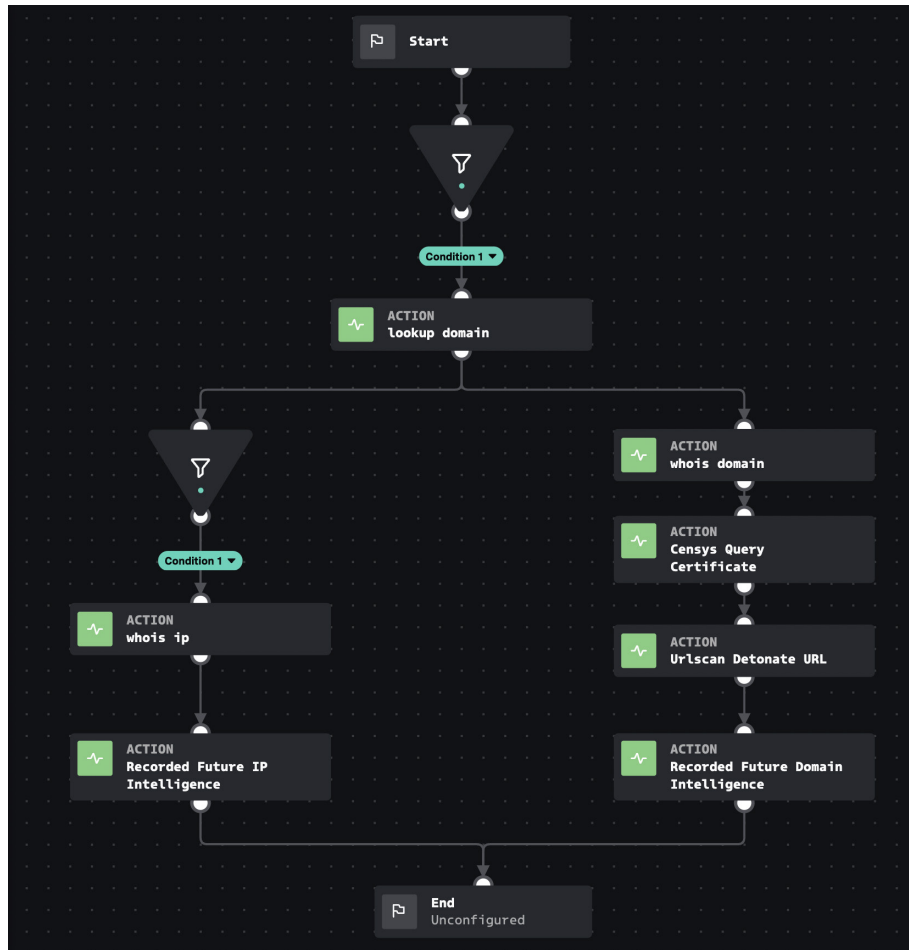 Start
Condition 1
ACTION
lookup domain
Condition 1
ACTION
whois ip
ACTION
Recorded Future IP
Intelligence
ACTION
whois domain
ACTION
Censys Query
Certificate
ACTION
Urlscan Detonate URL
ACTION
Recorded Future Domain
Intelligence
End
Unconfigured